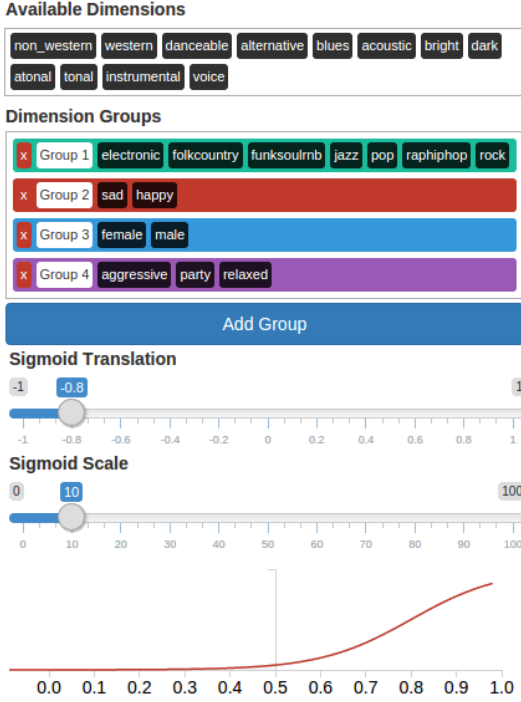 Available Dimensions
non_western western danceable alternative blues acoustic bright dark
atonal tonal instrumental voice
Dimension Groups
x Group 1 electronic folkcountry funksoulrnb jazz pop raphiphop rock
x Group 2 sad happy
x Group 3 female male
x Group 4 aggressive party relaxed
Add Group
Sigmoid Translation
-1 -0.8 1
-1 -0.8 -0.6 -0.4 -0.2 0 0.2 0.4 0.6 0.8 1
Sigmoid Scale
0 10 100
0 10 20 30 40 50 60 70 80 90 100
0.0 0.1 0.2 0.3 0.4 0.5 0.6 0.7 0.8 0.9 1.0